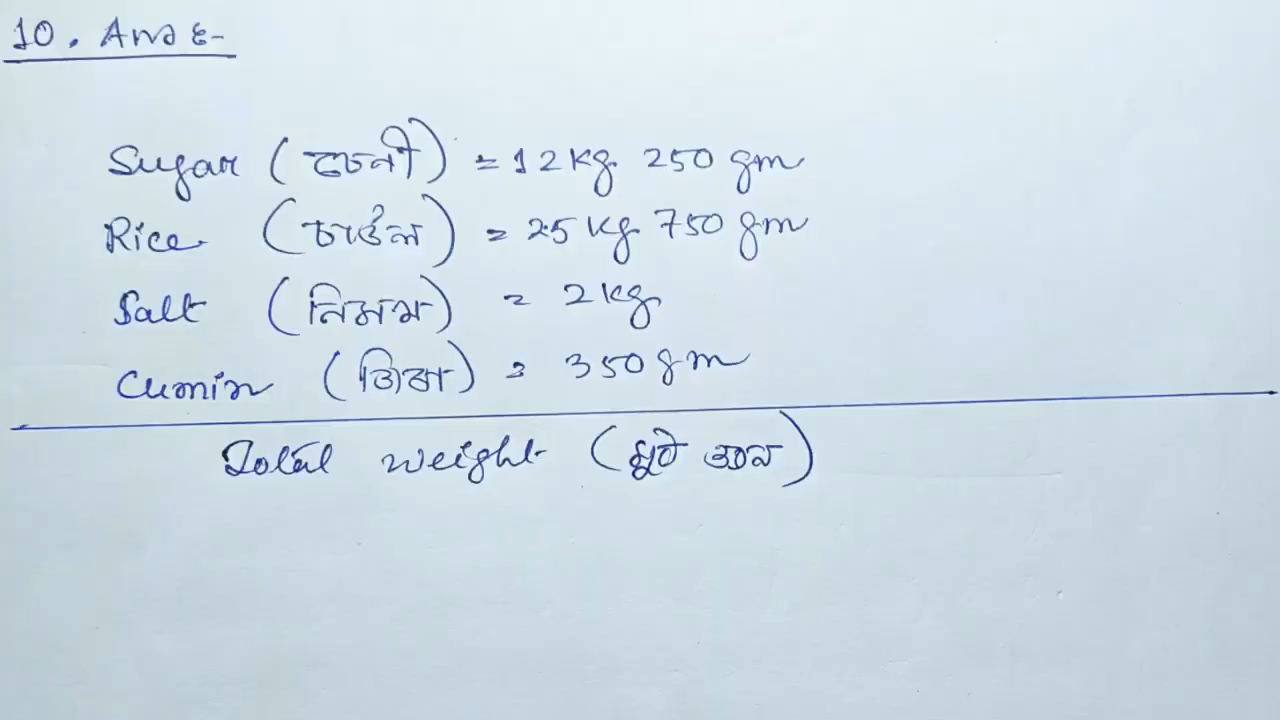 10. Ans :-
Sugar (চেনী) = 12 kg. 250 gm
Rice (চাউল) = 25 kg. 750 gm
Salt (নিমখ) = 2 kg.
Cumin (জিৰা) = 350 gm
Total weight (মুঠ ওজন)